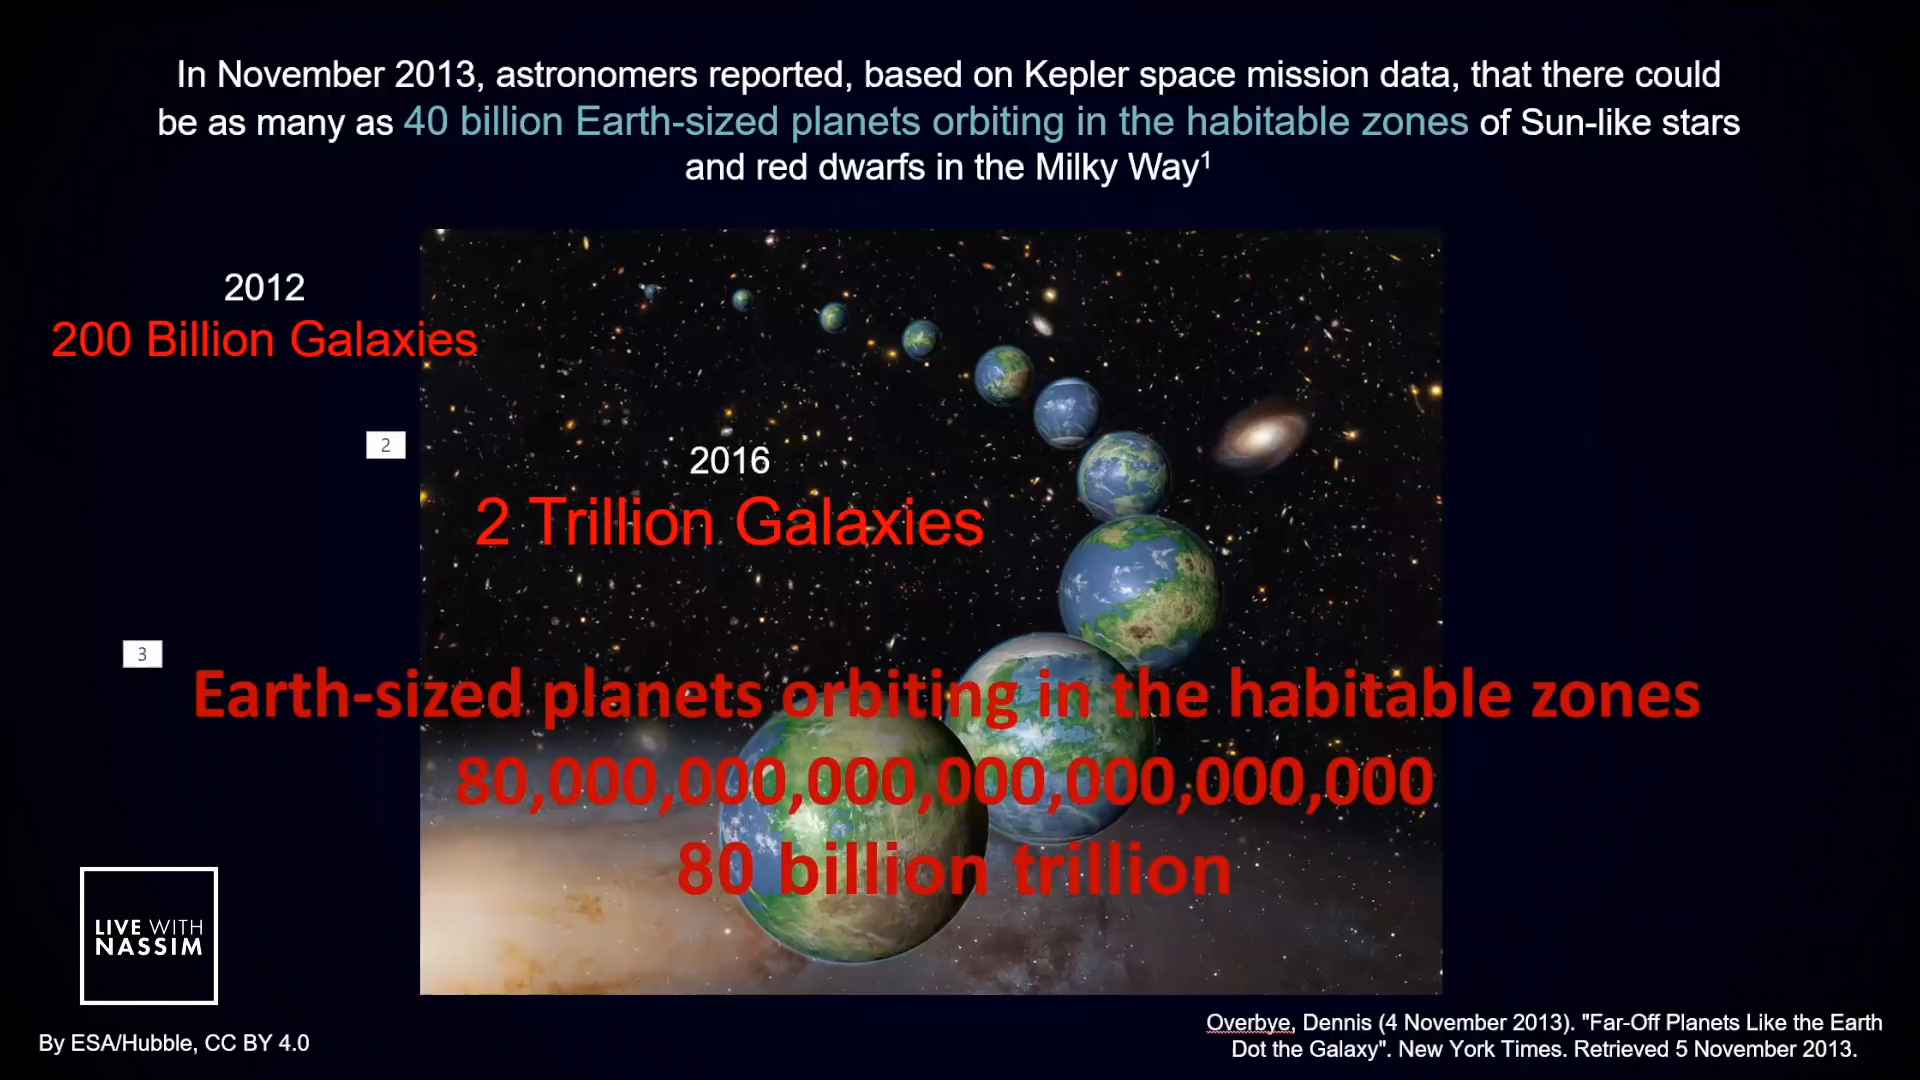 In November 2013, astronomers reported, based on Kepler space mission data, that there could
be as many as 40 billion Earth-sized planets orbiting in the habitable zones of Sun-like stars
and red dwarfs in the Milky Way¹
2012
200 Billion Galaxies
2
2016
2 Trillion Galaxies
3
Earth-sized planets orbiting in the habitable zones
80,000,000,000,000,000,000,000
80 billion trillion
LIVE WITH
NASSIM
By ESA/Hubble, CC BY 4.0
Overbye, Dennis (4 November 2013). "Far-Off Planets Like the Earth
Dot the Galaxy". New York Times. Retrieved 5 November 2013.